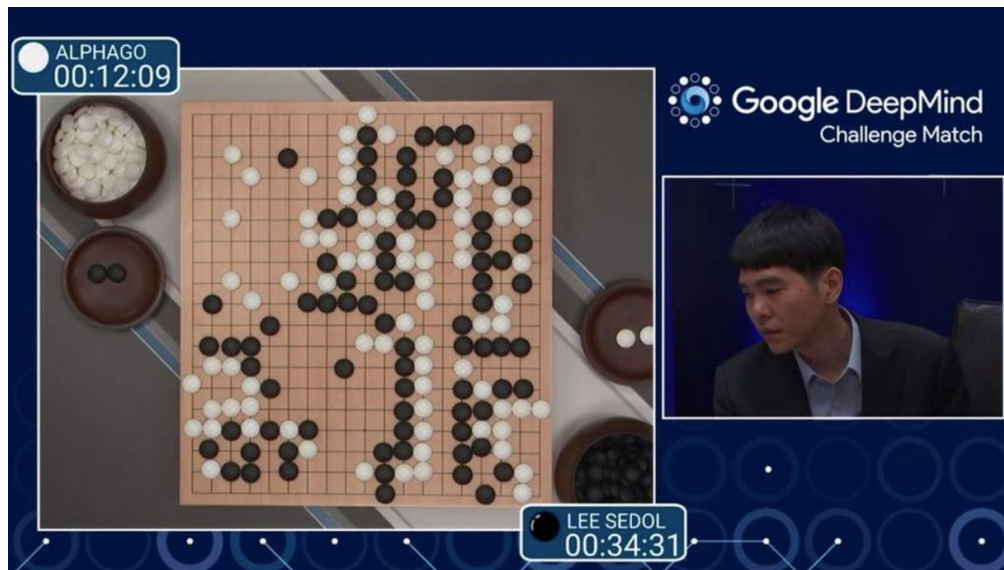 ALPHAGO
00:12:09
Google DeepMind
Challenge Match
LEE SEDOL
00:34:31